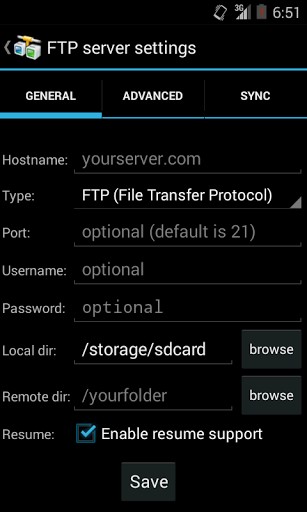 3G 6:51
FTP server settings
GENERAL ADVANCED SYNC
Hostname: yourserver.com
Type: FTP (File Transfer Protocol)
Port: optional (default is 21)
Username: optional
Password: optional
Local dir: /storage/sdcard browse
Remote dir: /yourfolder browse
Resume: Enable resume support
Save